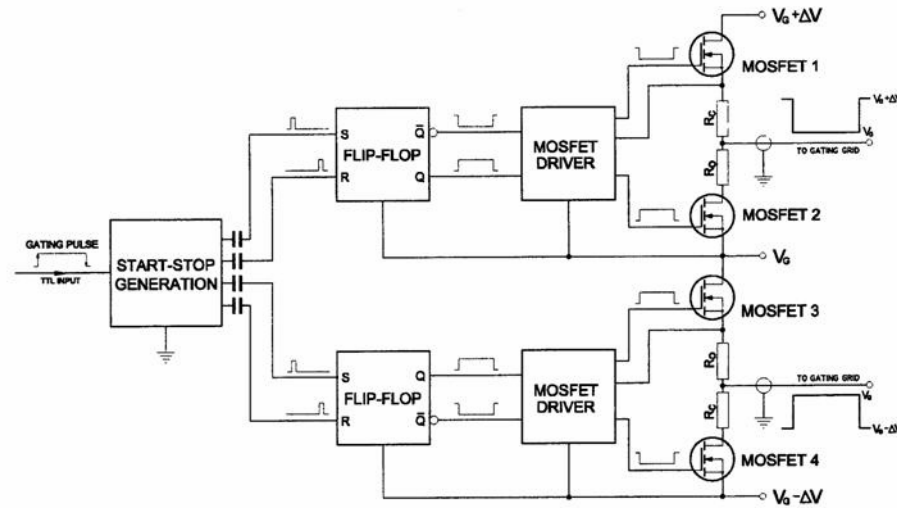 V_G+ΔV
MOSFET 1
R_C
V_G+ΔV
V_G
TO GATING GRID
R_O
MOSFET 2
V_G
S
R
FLIP-FLOP
Q̅
Q
MOSFET
DRIVER
GATING PULSE
TTL INPUT
START-STOP
GENERATION
MOSFET 3
R_O
TO GATING GRID
V_G
V_G-ΔV
R_C
MOSFET 4
V_G-ΔV
S
R
FLIP-FLOP
Q
Q̅
MOSFET
DRIVER